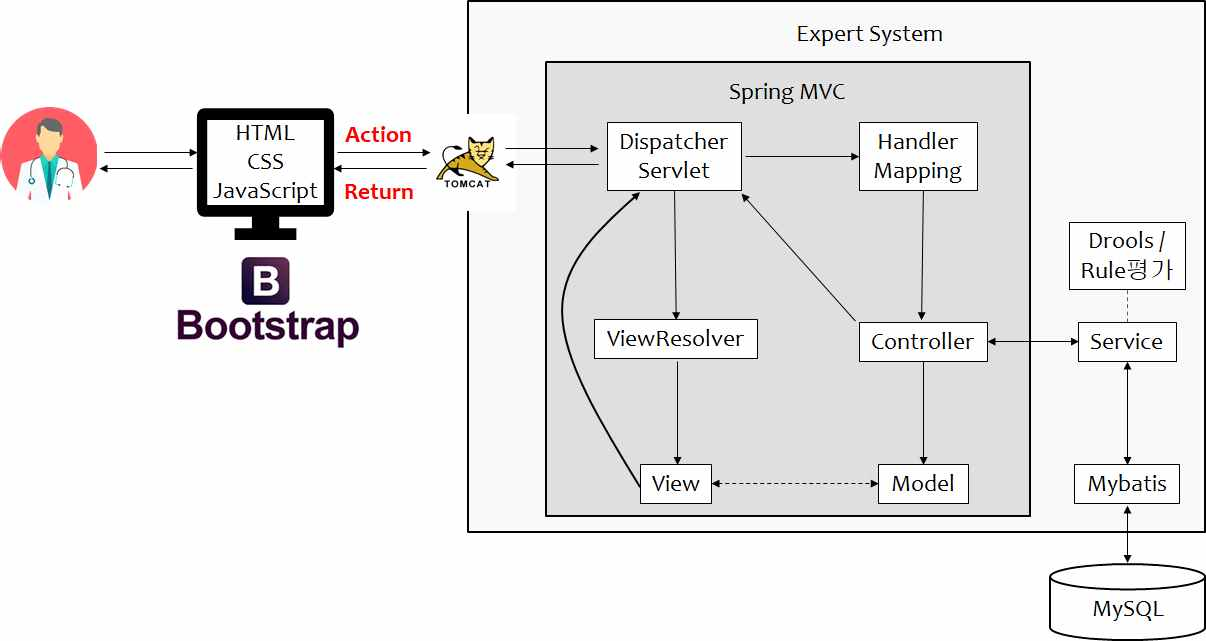 Expert System
Spring MVC
HTML
CSS
JavaScript
Action
Return
TOMCAT
Dispatcher
Servlet
Handler
Mapping
B
Bootstrap
Drools /
Rule평가
ViewResolver
Controller
Service
View
Model
Mybatis
MySQL